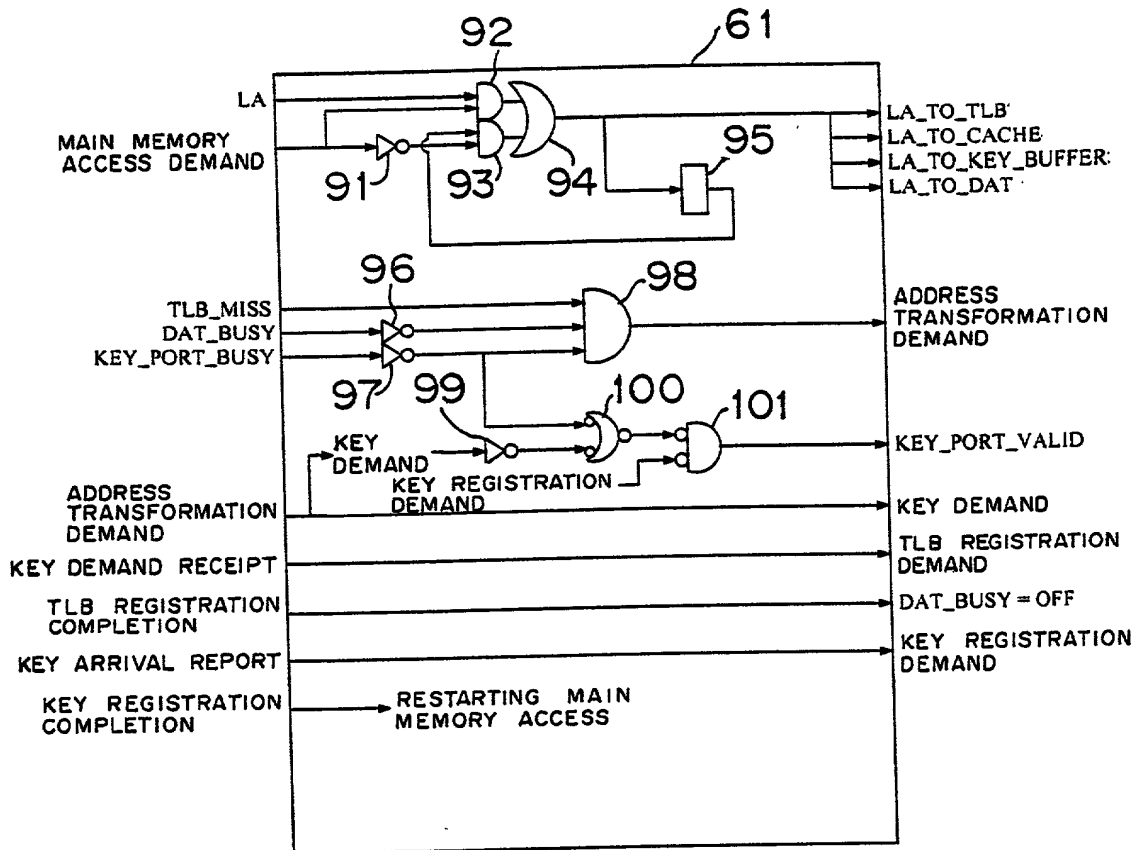 61
92
LA
LA_TO_TLB
MAIN MEMORY
ACCESS DEMAND
LA_TO_CACHE
95
LA_TO_KEY_BUFFER
91
93
94
LA_TO_DAT
96
98
TLB_MISS
DAT_BUSY
KEY_PORT_BUSY
ADDRESS
TRANSFORMATION
DEMAND
97
99
100
101
KEY
DEMAND
KEY_PORT_VALID
KEY REGISTRATION
DEMAND
ADDRESS
TRANSFORMATION
DEMAND
KEY DEMAND
KEY DEMAND RECEIPT
TLB REGISTRATION
DEMAND
TLB REGISTRATION
COMPLETION
DAT_BUSY = OFF
KEY ARRIVAL REPORT
KEY REGISTRATION
DEMAND
KEY REGISTRATION
COMPLETION
RESTARTING MAIN
MEMORY ACCESS